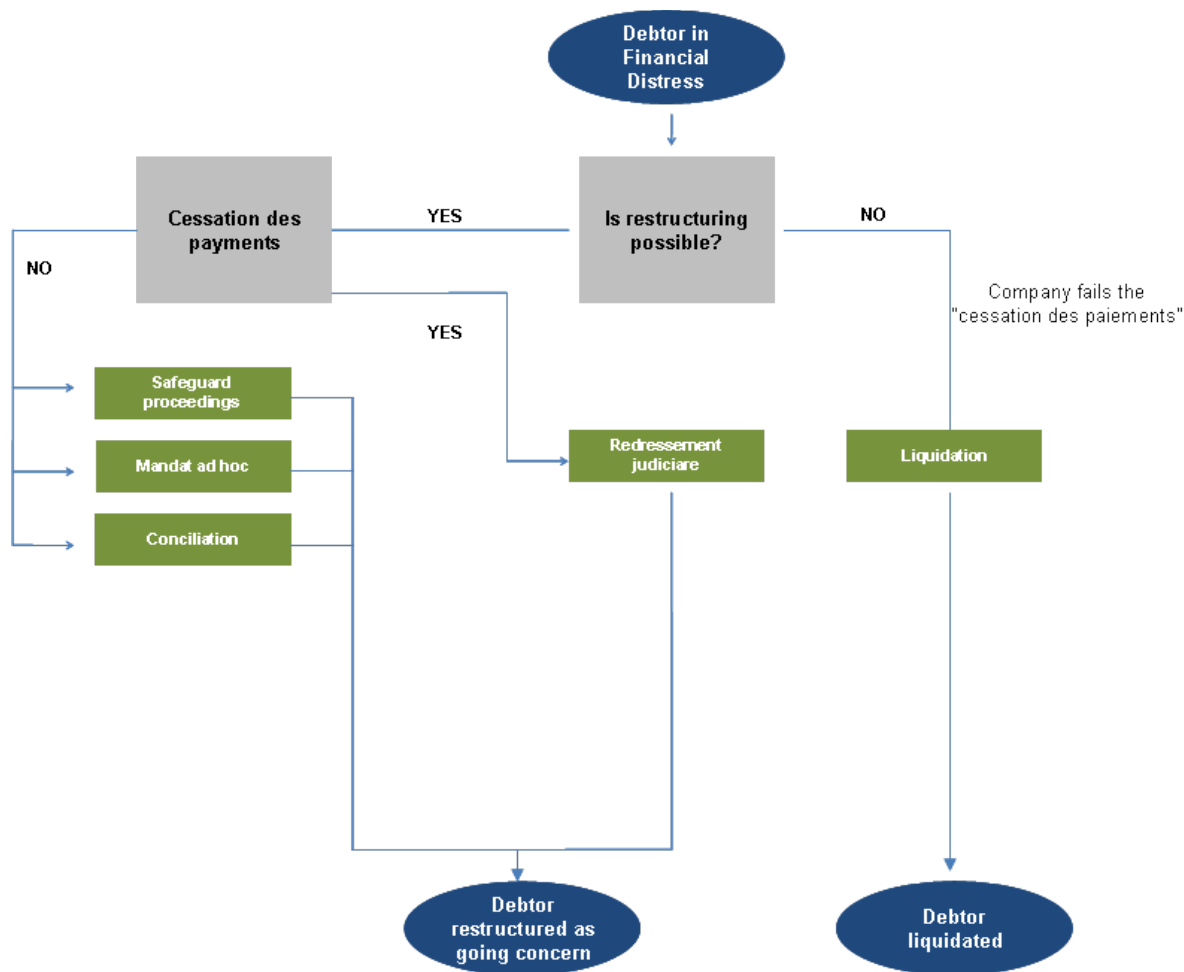 Debtor in
Financial
Distress
Cessation des
payments
YES
Is restructuring
possible?
NO
NO
Company fails the
"cessation des paiements"
YES
Safeguard
proceedings
Mandat ad hoc
Conciliation
Redressement
judiciare
Liquidation
Debtor
restructured as
going concern
Debtor
liquidated